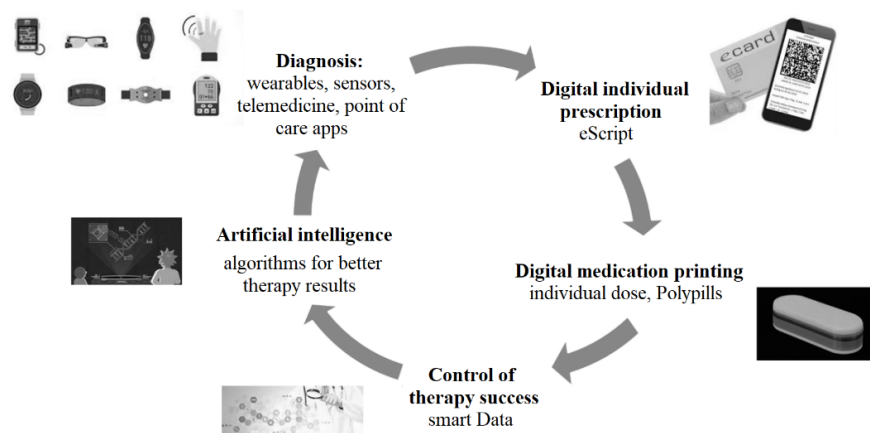 Diagnosis:
wearables, sensors,
telemedicine, point of
care apps
Digital individual
prescription
eScript
ecard
Digital medication printing
individual dose, Polypills
Control of
therapy success
smart Data
Artificial intelligence
algorithms for better
therapy results